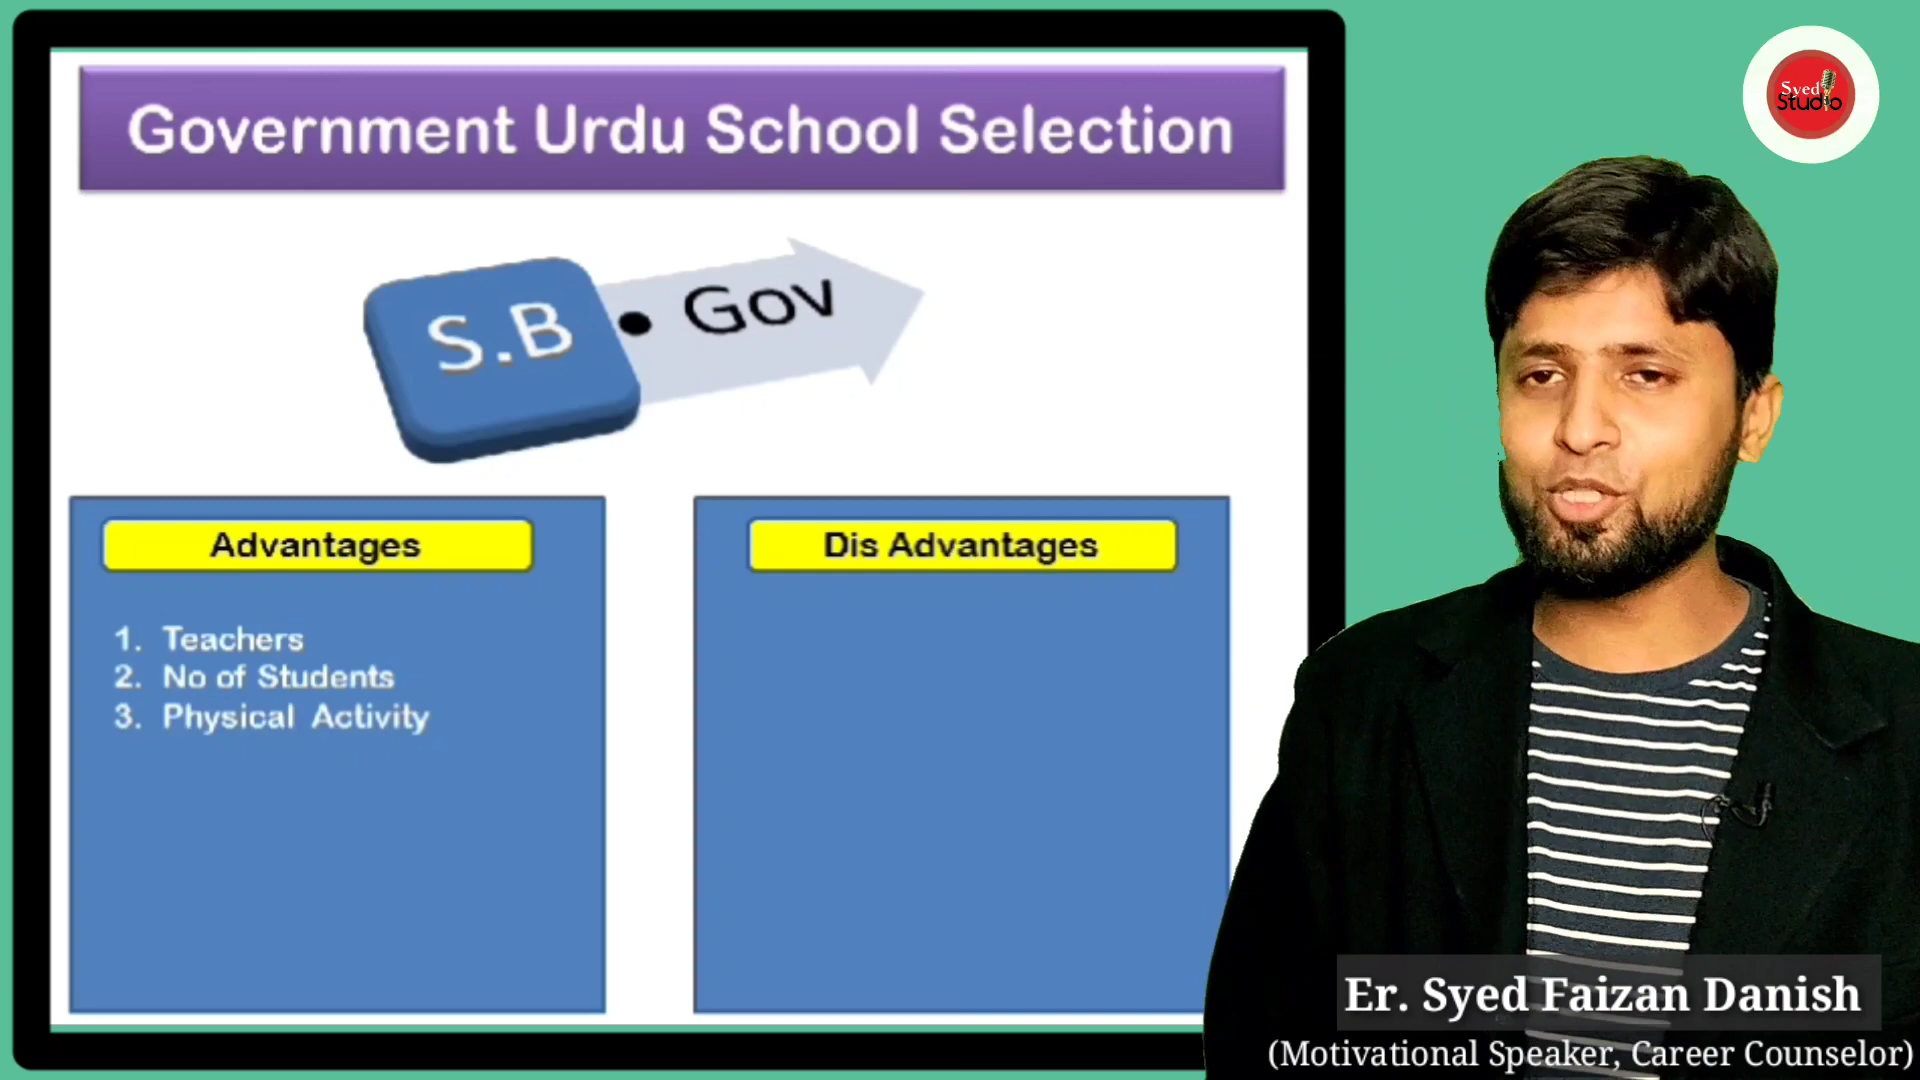 Government Urdu School Selection
S.B
• Gov
Advantages
1. Teachers
2. No of Students
3. Physical Activity
Dis Advantages
Syed
Studio
Er. Syed Faizan Danish
(Motivational Speaker, Career Counselor)